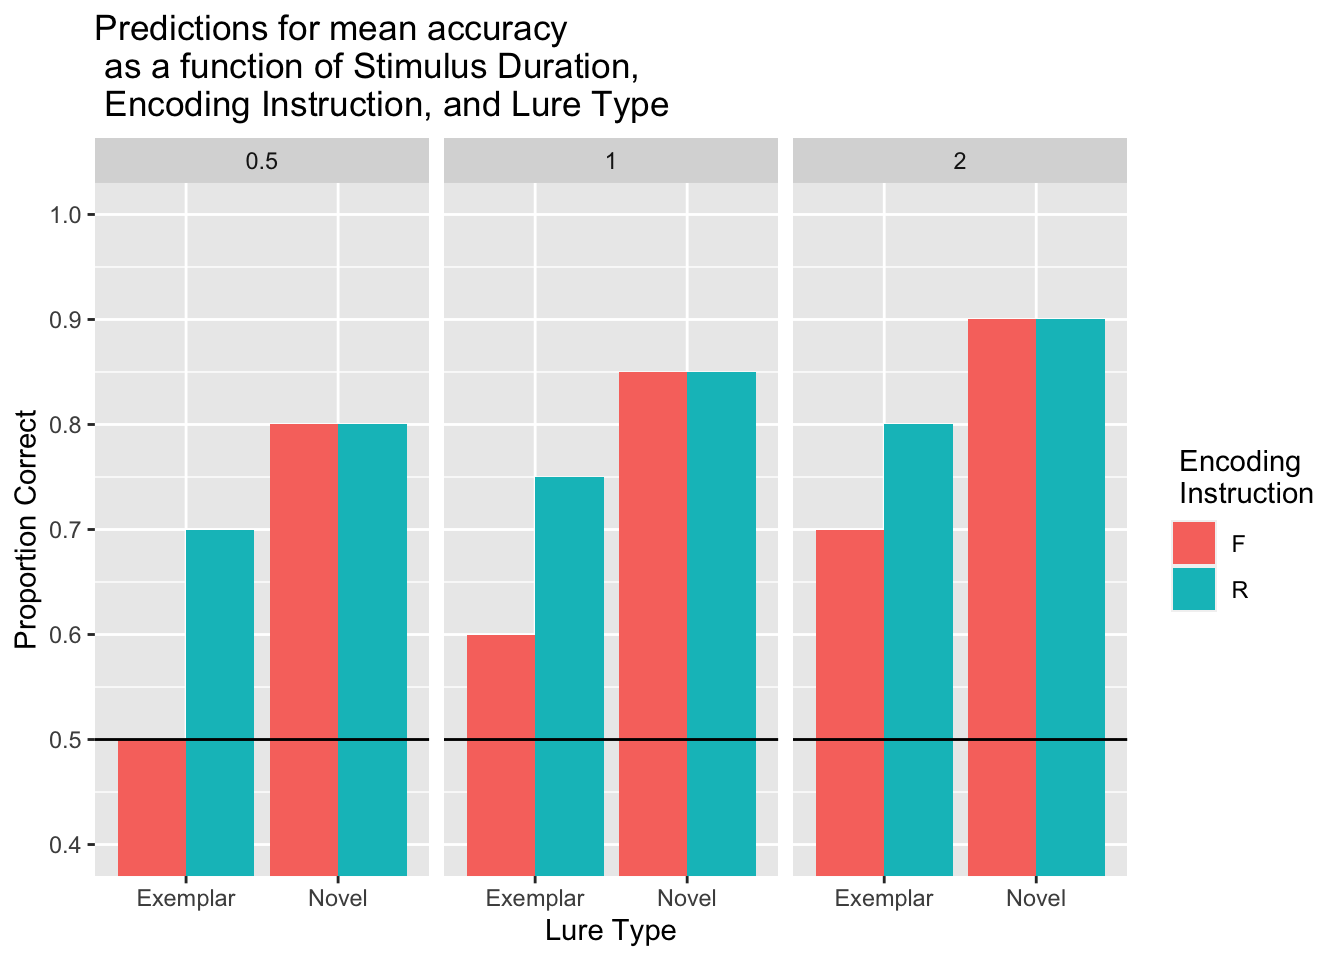 Predictions for mean accuracy
as a function of Stimulus Duration,
Encoding Instruction, and Lure Type
0.5 1 2
1.0
0.9
0.8
0.7
0.6
0.5
0.4
Proportion Correct
Exemplar Novel Exemplar Novel Exemplar Novel
Lure Type
Encoding
Instruction
F
R